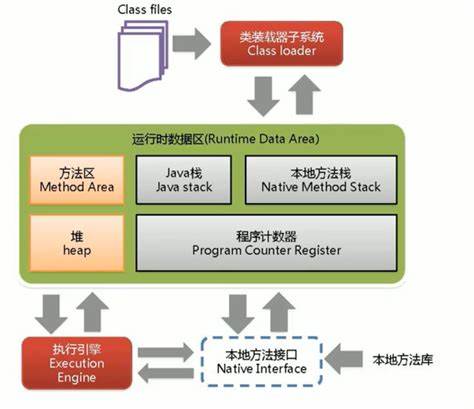 Class files
类装载器子系统
Class loader
运行时数据区(Runtime Data Area)
方法区
Method Area
Java栈
Java stack
本地方法栈
Native Method Stack
堆
heap
程序计数器
Program Counter Register
执行引擎
Execution
Engine
本地方法接口
Native Interface
本地方法库